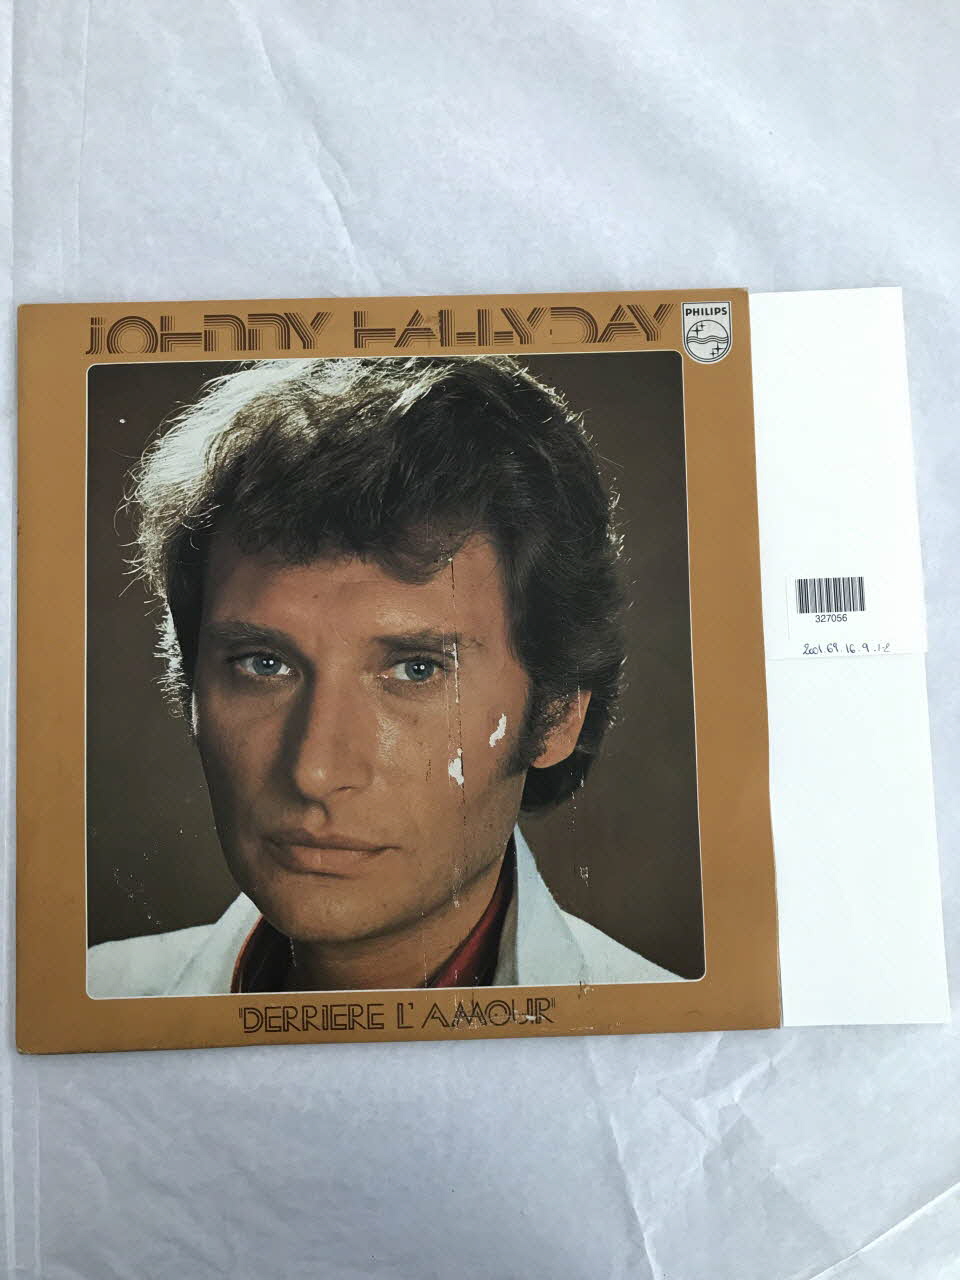 JOHNNY HALLYDAY
PHILIPS
327056
2001.69.16.9.1-2
"DERRIERE L'AMOUR"